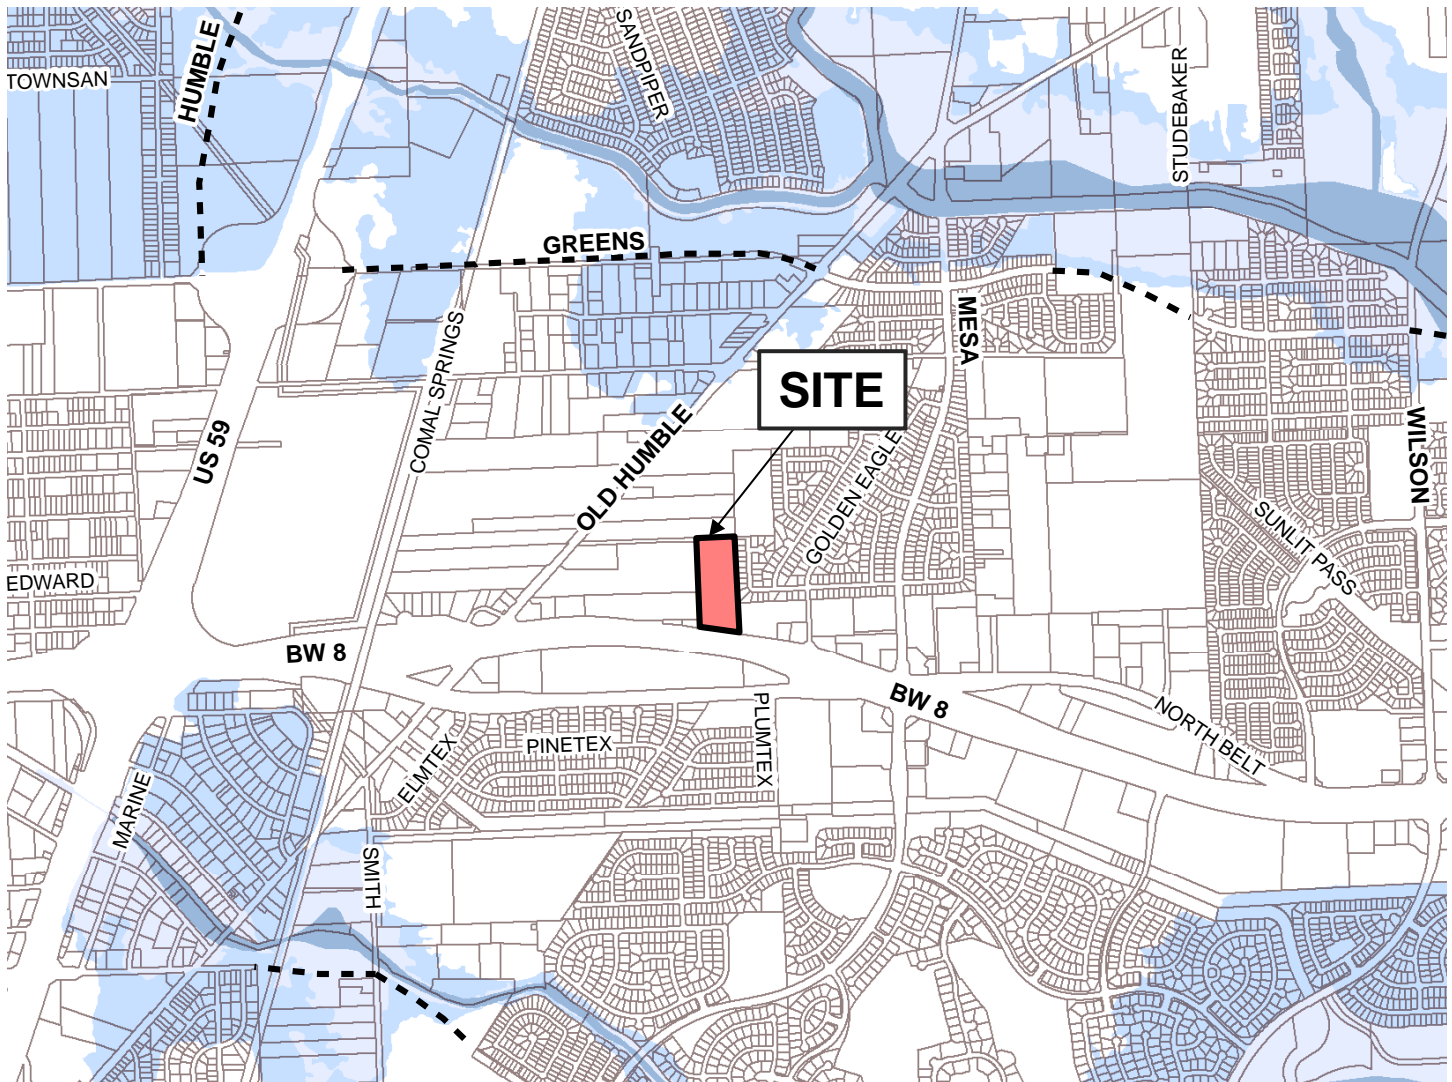 SANDPIPER
HUMBLE
TOWNSAN
STUDEBAKER
GREENS
MESA
COMAL SPRINGS
SITE
US 59
OLD HUMBLE
GOLDEN EAGLE
WILSON
SUNLIT PASS
EDWARD
BW 8
BW 8
PLUMTEX
NORTH BELT
PINETEX
ELMTEX
MARINE
SMITH